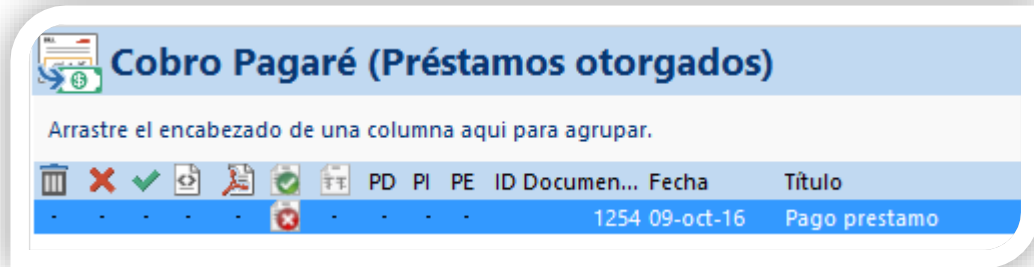 Cobro Pagaré (Préstamos otorgados)
Arrastre el encabezado de una columna aqui para agrupar.
PD PI PE ID Documen... Fecha Título
1254 09-oct-16 Pago prestamo